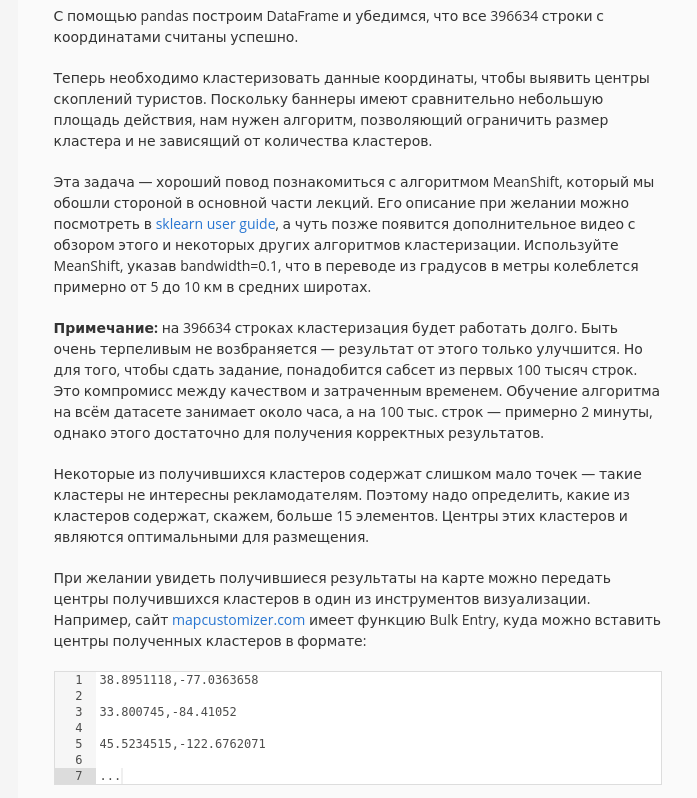 С помощью pandas построим DataFrame и убедимся, что все 396634 строки с
координатами считаны успешно.
Теперь необходимо кластеризовать данные координаты, чтобы выявить центры
скоплений туристов. Поскольку баннеры имеют сравнительно небольшую
площадь действия, нам нужен алгоритм, позволяющий ограничить размер
кластера и не зависящий от количества кластеров.
Эта задача — хороший повод познакомиться с алгоритмом MeanShift, который мы
обошли стороной в основной части лекций. Его описание при желании можно
посмотреть в sklearn user guide, а чуть позже появится дополнительное видео с
обзором этого и некоторых других алгоритмов кластеризации. Используйте
MeanShift, указав bandwidth=0.1, что в переводе из градусов в метры колеблется
примерно от 5 до 10 км в средних широтах.
Примечание: на 396634 строках кластеризация будет работать долго. Быть
очень терпеливым не возбраняется — результат от этого только улучшится. Но
для того, чтобы сдать задание, понадобится сабсет из первых 100 тысяч строк.
Это компромисс между качеством и затраченным временем. Обучение алгоритма
на всём датасете занимает около часа, а на 100 тыс. строк — примерно 2 минуты,
однако этого достаточно для получения корректных результатов.
Некоторые из получившихся кластеров содержат слишком мало точек — такие
кластеры не интересны рекламодателям. Поэтому надо определить, какие из
кластеров содержат, скажем, больше 15 элементов. Центры этих кластеров и
являются оптимальными для размещения.
При желании увидеть получившиеся результаты на карте можно передать
центры получившихся кластеров в один из инструментов визуализации.
Например, сайт mapcustomizer.com имеет функцию Bulk Entry, куда можно вставить
центры полученных кластеров в формате:
1 38.8951118,-77.0363658
2
3 33.800745,-84.41052
4
5 45.5234515,-122.6762071
6
7 ...